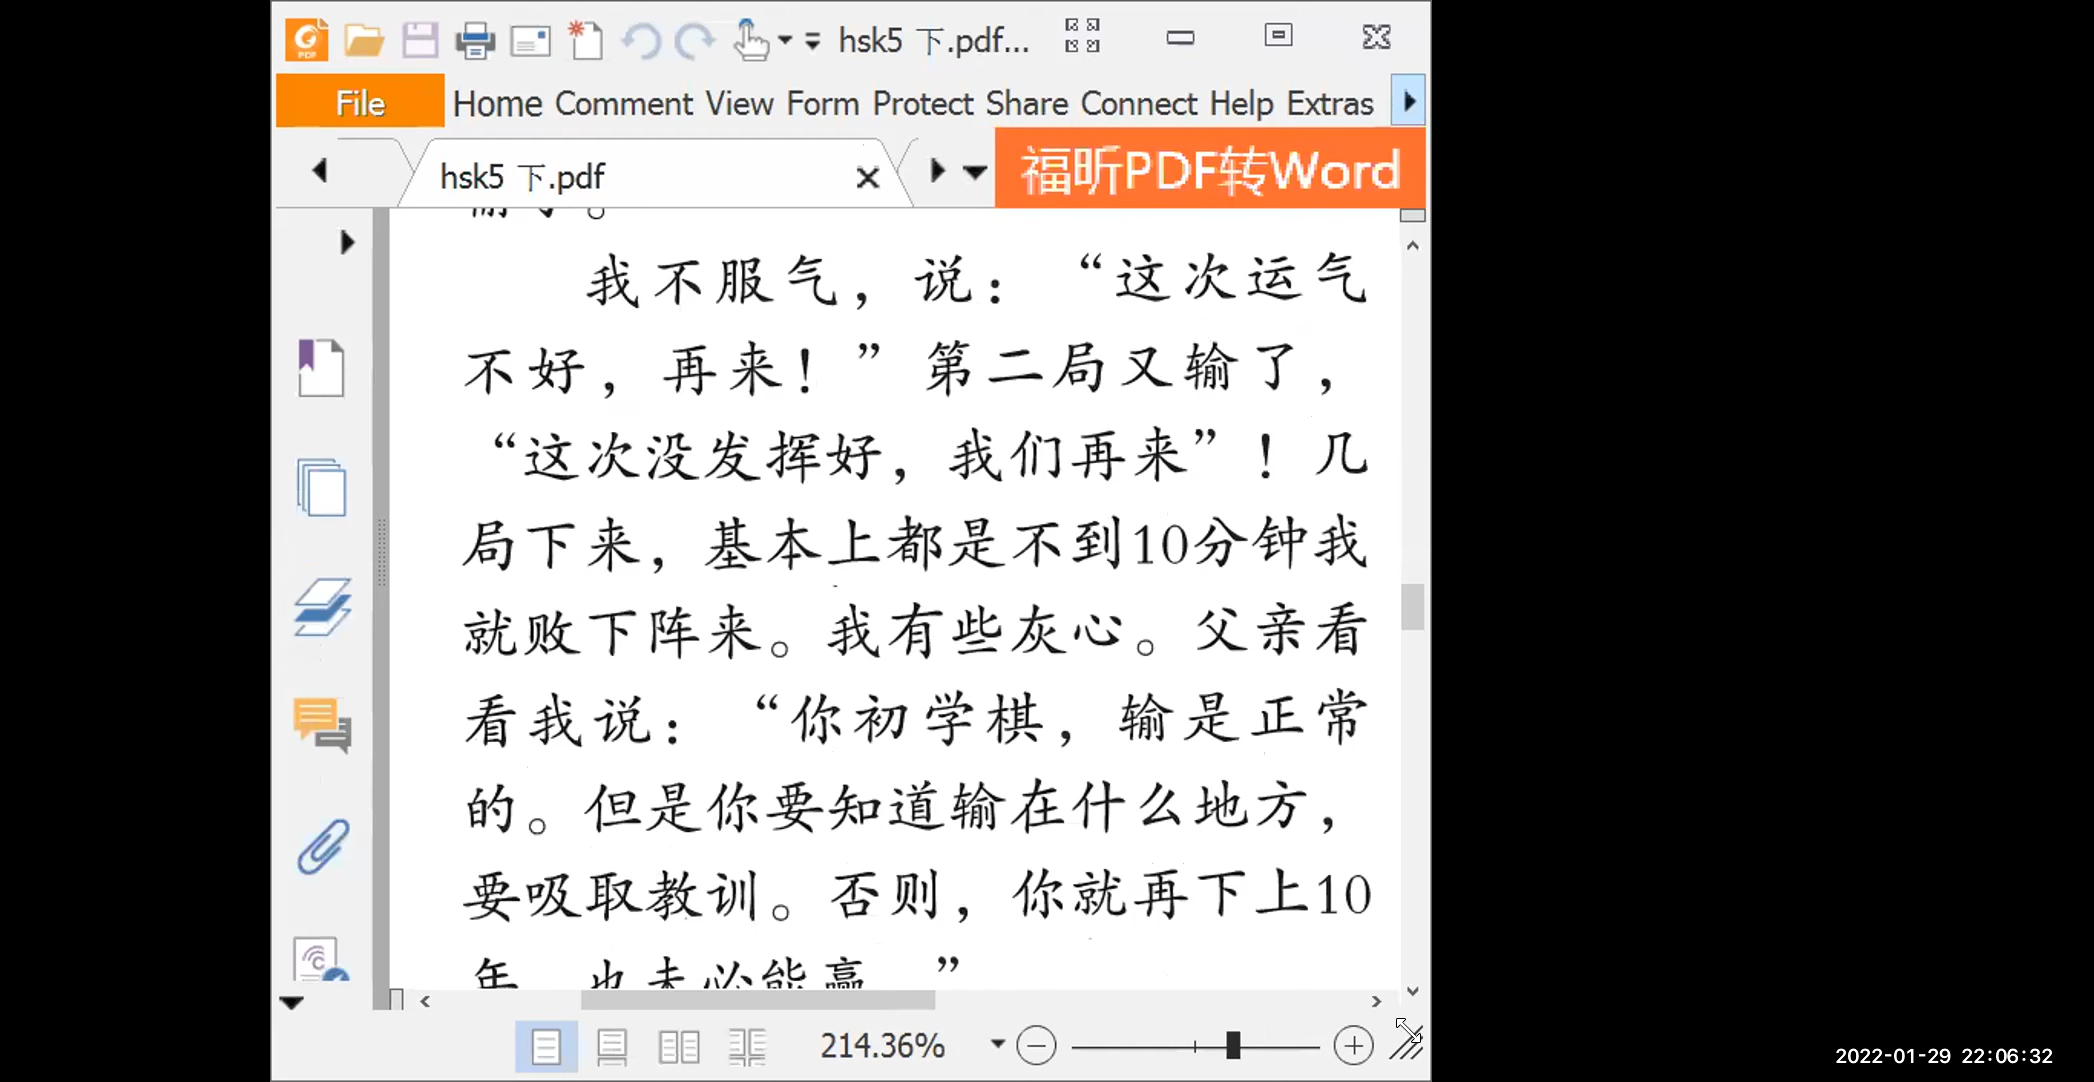 hsk5 下.pdf...
File Home Comment View Form Protect Share Connect Help Extras
hsk5 下.pdf
福昕PDF转Word
我不服气，说：“这次运气
不好，再来！”第二局又输了，
“这次没发挥好，我们再来”！几
局下来，基本上都是不到10分钟我
就败下阵来。我有些灰心。父亲看
看我说：“你初学棋，输是正常
的。但是你要知道输在什么地方，
要吸取教训。否则，你就再下上10
年，也未必能赢。”
214.36%
2022-01-29 22:06:32